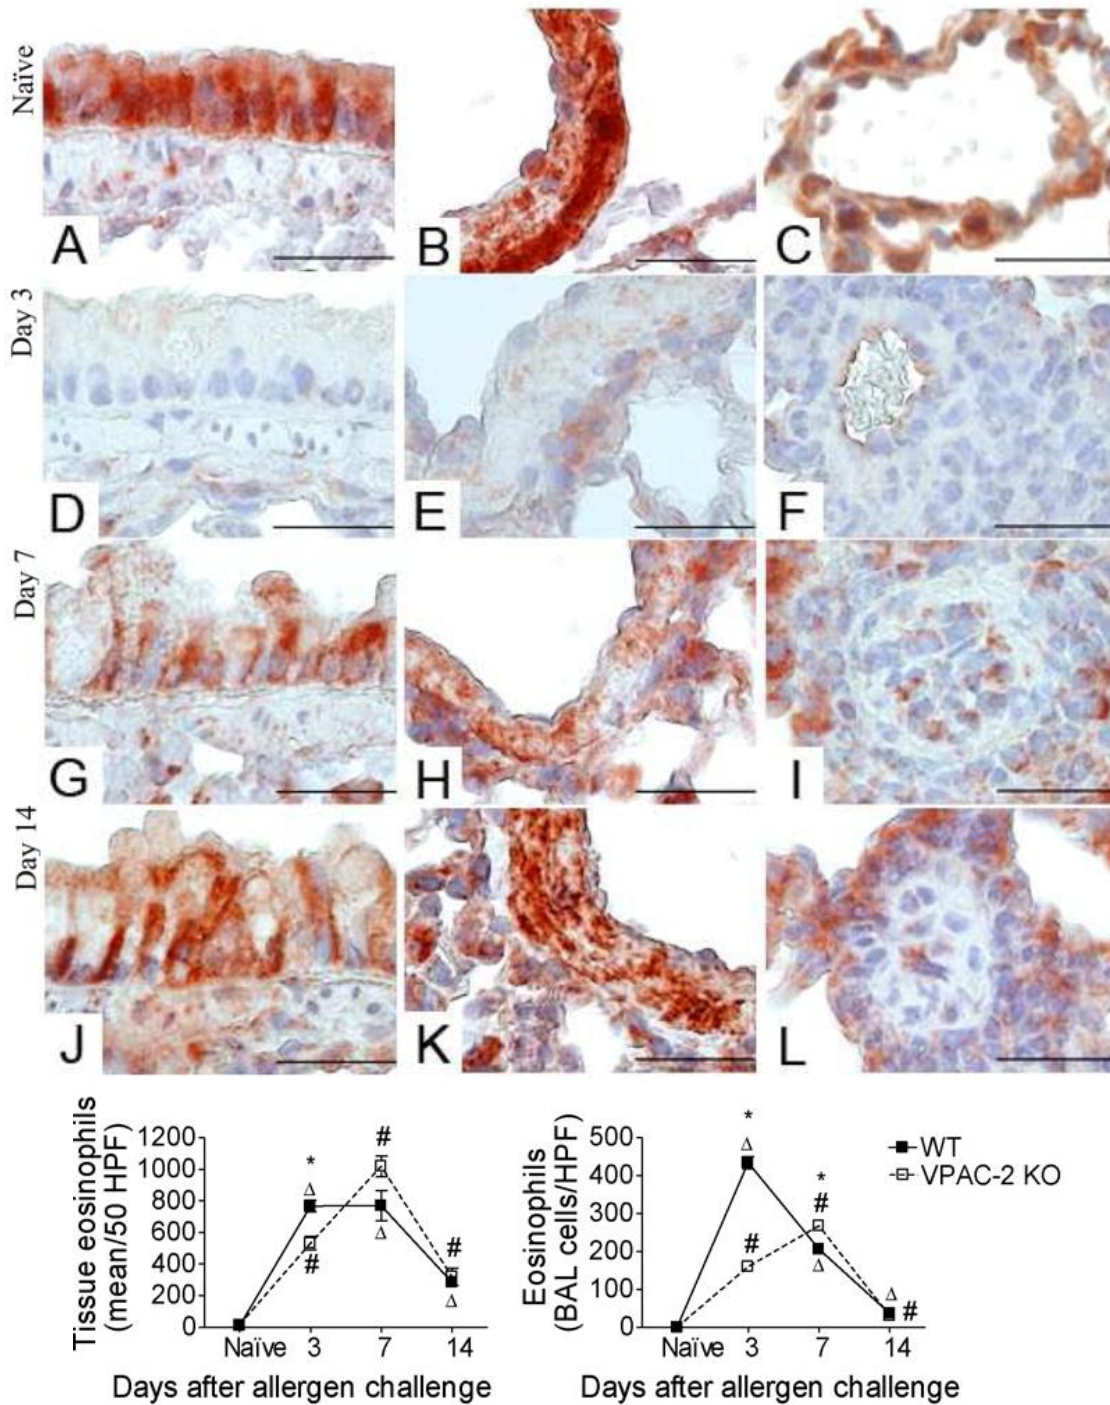 Naïve
A
B
C
Day 3
D
E
F
Day 7
G
H
I
Day 14
J
K
L
Tissue eosinophils
(mean/50 HPF)
1200
1000
800
600
400
200
0
*
Δ
#
#
Δ
#
Δ
Naïve 3 7 14
Days after allergen challenge
Eosinophils
(BAL cells/HPF)
500
400
300
200
100
0
*
Δ
#
*
#
Δ
Δ
#
Naïve 3 7 14
Days after allergen challenge
WT
VPAC-2 KO